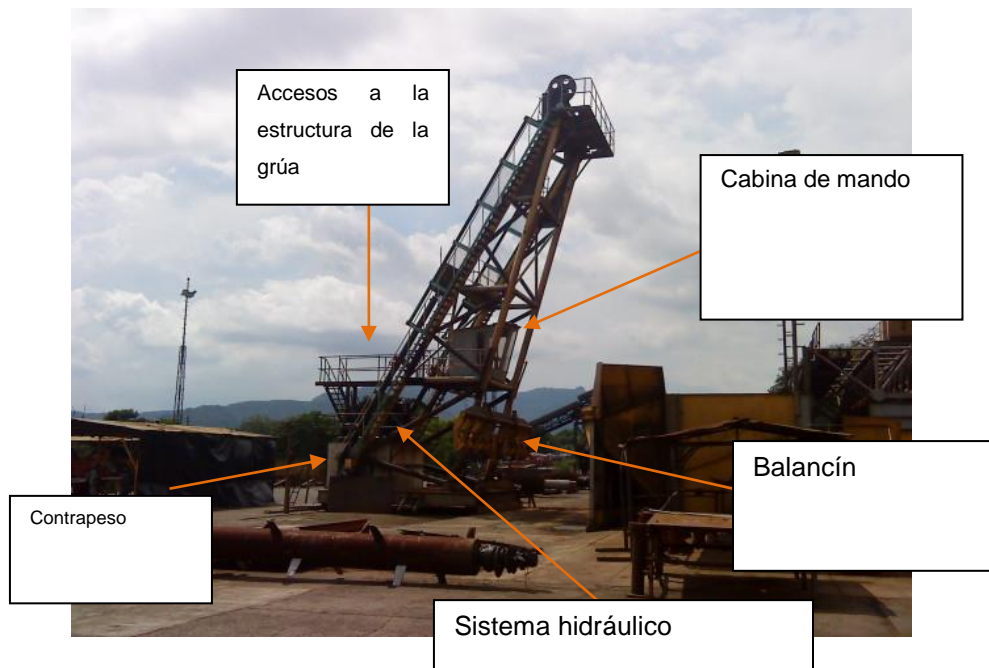 Accesos a la
estructura de la
grúa
Cabina de mando
Balancín
Contrapeso
Sistema hidráulico